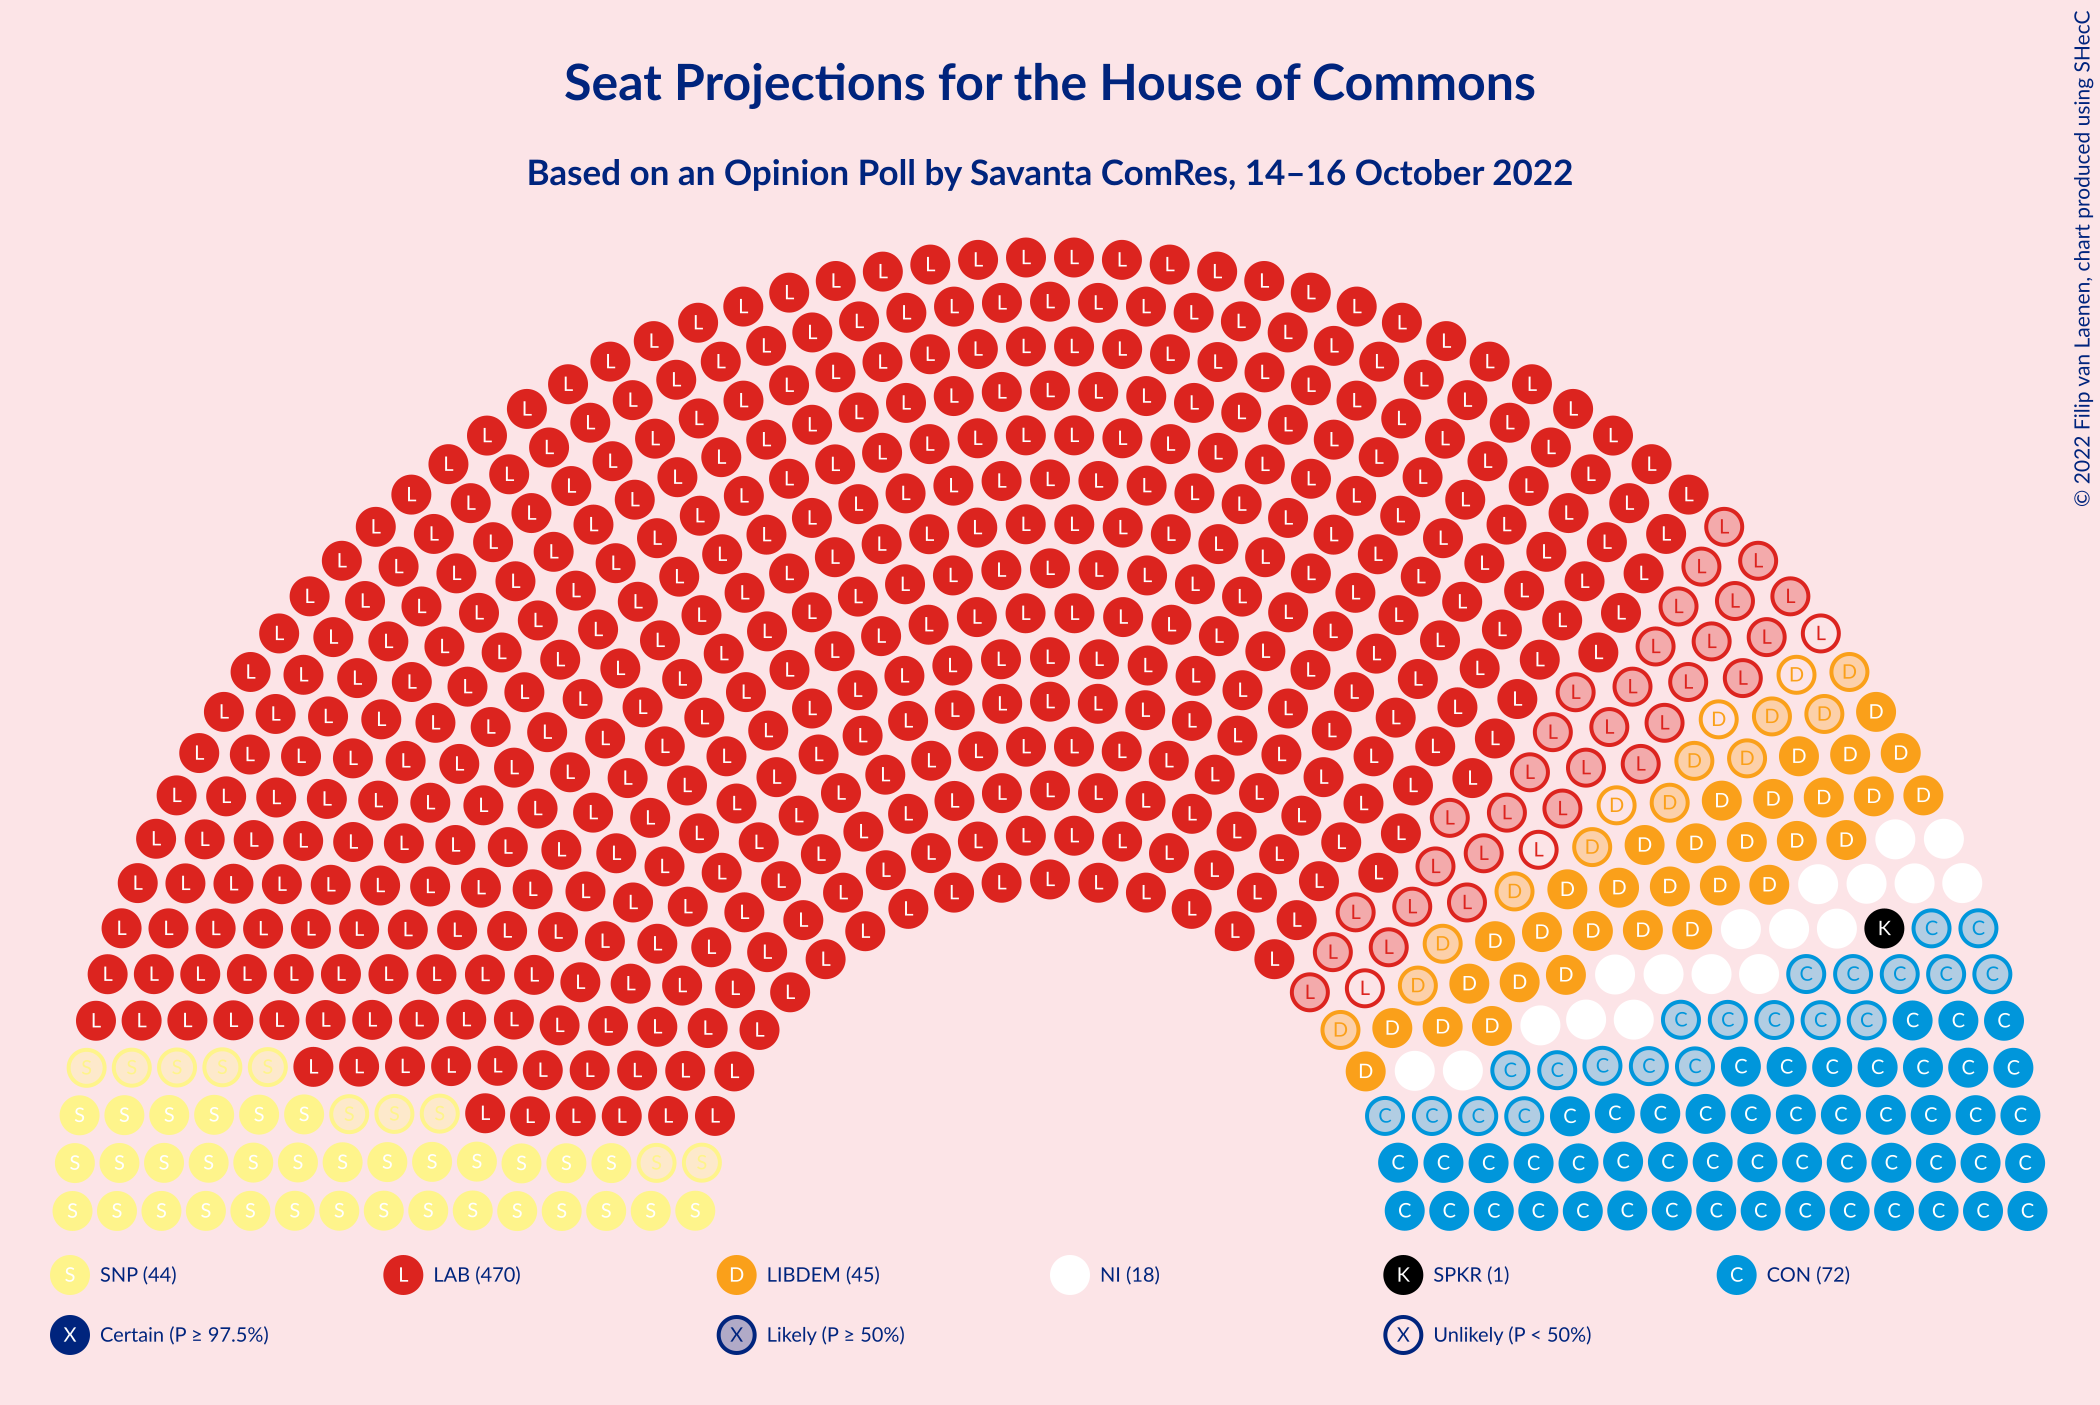 Seat Projections for the House of Commons
Based on an Opinion Poll by Savanta ComRes, 14–16 October 2022
© 2022 Filip van Laenen, chart produced using SHecC
S SNP (44) L LAB (470) D LIBDEM (45) NI (18) K SPKR (1) C CON (72)
X Certain (P ≥ 97.5%) X Likely (P ≥ 50%) X Unlikely (P < 50%)